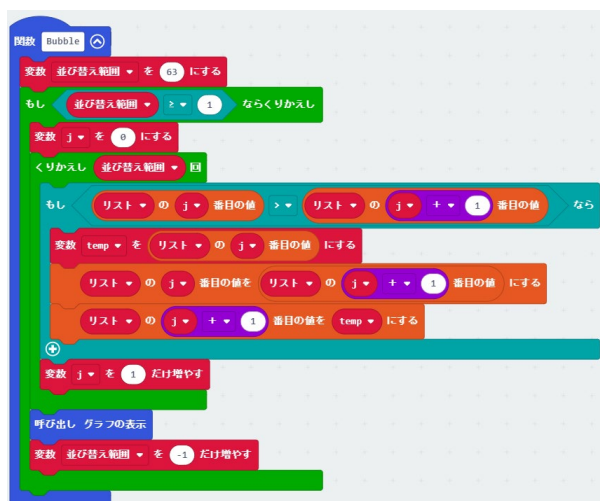 関数 Bubble
変数 並び替え範囲 を 63 にする
もし 並び替え範囲 ≥ 1 ならくりかえし
変数 j を 0 にする
くりかえし 並び替え範囲 回
もし リスト の j 番目の値 > リスト の j + 1 番目の値 なら
変数 temp を リスト の j 番目の値 にする
リスト の j 番目の値を リスト の j + 1 番目の値 にする
リスト の j + 1 番目の値を temp にする
変数 j を 1 だけ増やす
呼び出し グラフの表示
変数 並び替え範囲 を -1 だけ増やす